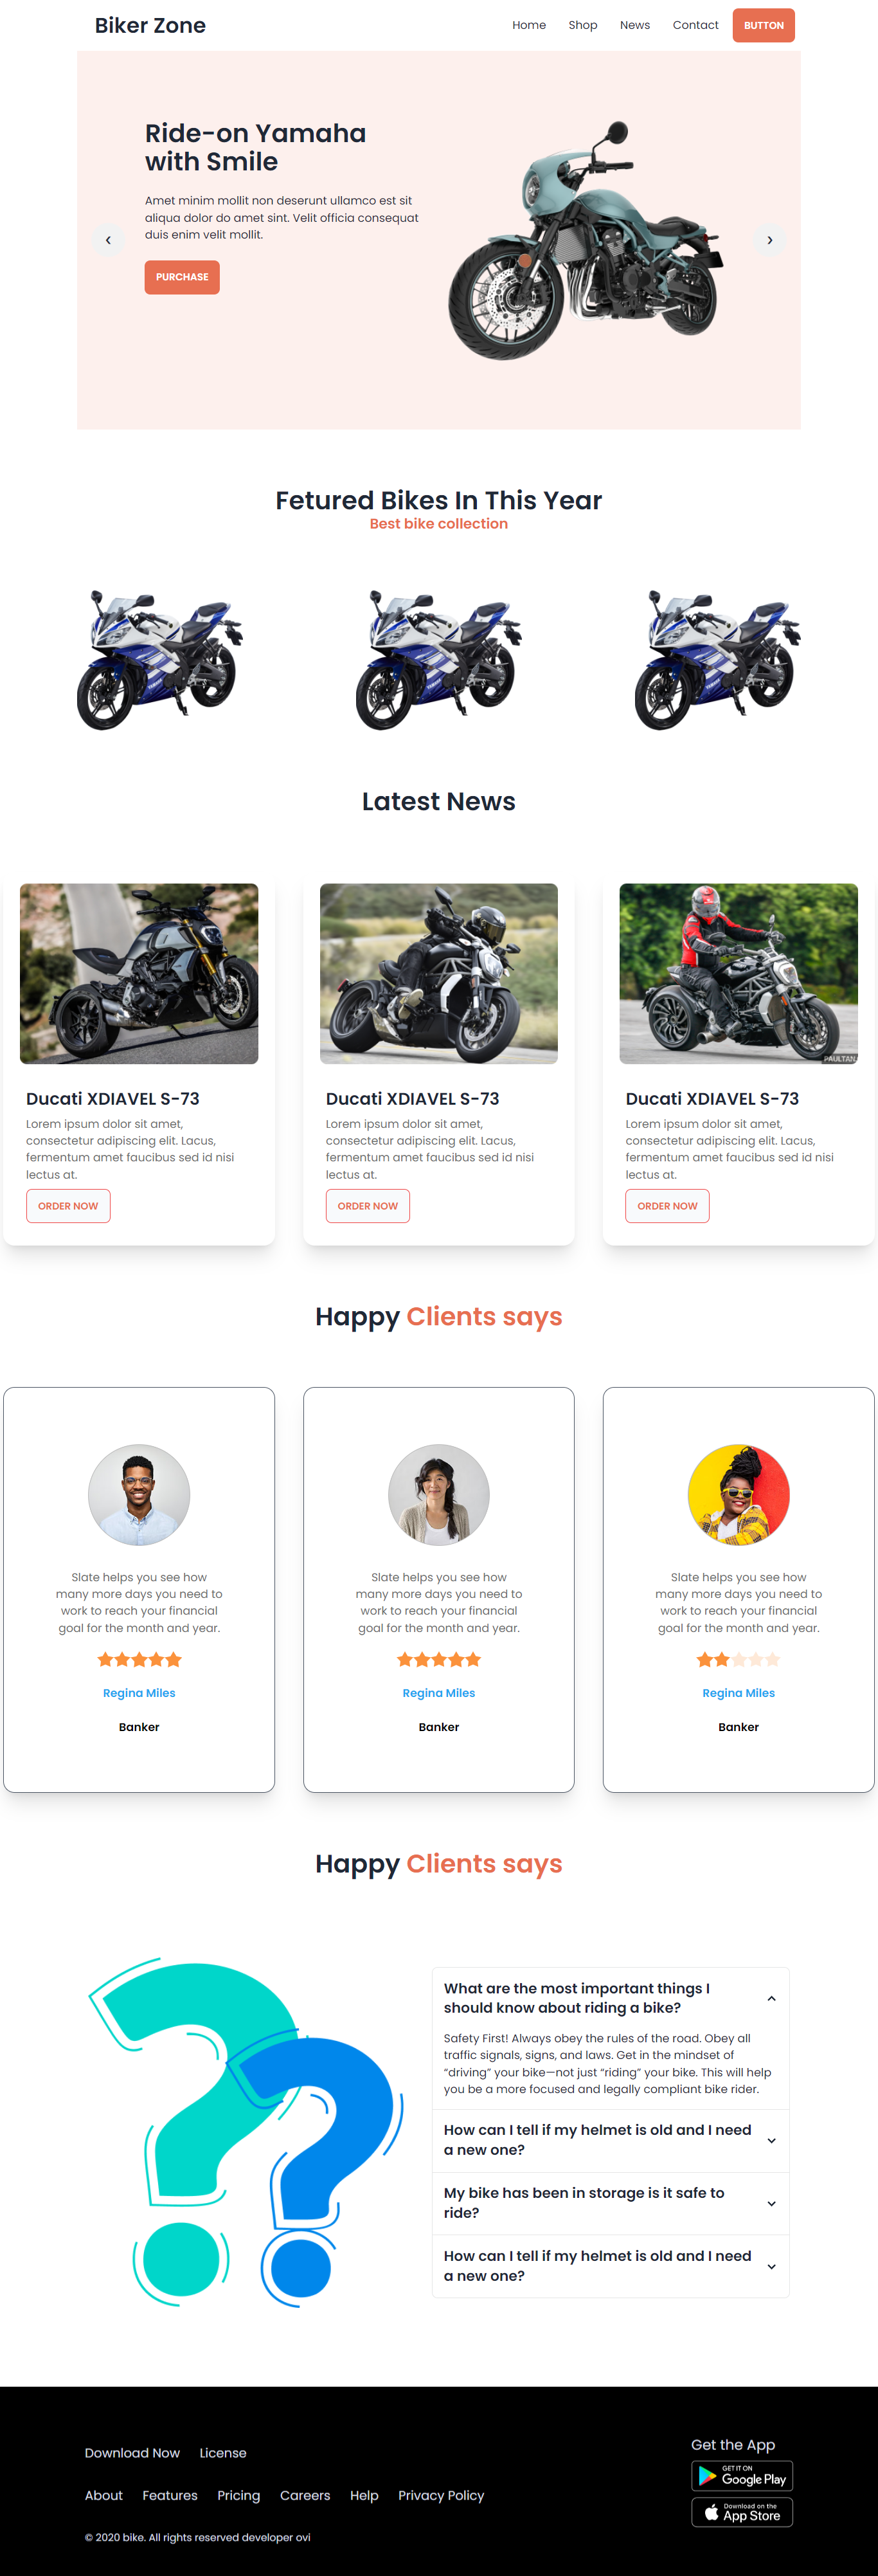 Biker Zone
Home Shop News Contact BUTTON
Ride-on Yamaha
with Smile
Amet minim mollit non deserunt ullamco est sit
aliqua dolor do amet sint. Velit officia consequat
duis enim velit mollit.
❮
❯
PURCHASE
Fetured Bikes In This Year
Best bike collection
Latest News
PAULTAN
Ducati XDIAVEL S-73
Lorem ipsum dolor sit amet,
consectetur adipiscing elit. Lacus,
fermentum amet faucibus sed id nisi
lectus at.
ORDER NOW
Ducati XDIAVEL S-73
Lorem ipsum dolor sit amet,
consectetur adipiscing elit. Lacus,
fermentum amet faucibus sed id nisi
lectus at.
ORDER NOW
Ducati XDIAVEL S-73
Lorem ipsum dolor sit amet,
consectetur adipiscing elit. Lacus,
fermentum amet faucibus sed id nisi
lectus at.
ORDER NOW
Happy Clients says
Slate helps you see how
many more days you need to
work to reach your financial
goal for the month and year.
Regina Miles
Banker
Slate helps you see how
many more days you need to
work to reach your financial
goal for the month and year.
Regina Miles
Banker
Slate helps you see how
many more days you need to
work to reach your financial
goal for the month and year.
Regina Miles
Banker
Happy Clients says
??
What are the most important things I
should know about riding a bike?
Safety First! Always obey the rules of the road. Obey all
traffic signals, signs, and laws. Get in the mindset of
“driving” your bike—not just “riding” your bike. This will help
you be a more focused and legally compliant bike rider.
How can I tell if my helmet is old and I need
a new one?
My bike has been in storage is it safe to
ride?
How can I tell if my helmet is old and I need
a new one?
Download Now License
About Features Pricing Careers Help Privacy Policy
© 2020 bike. All rights reserved developer ovi
Get the App
GET IT ON
Google Play
Download on the
App Store